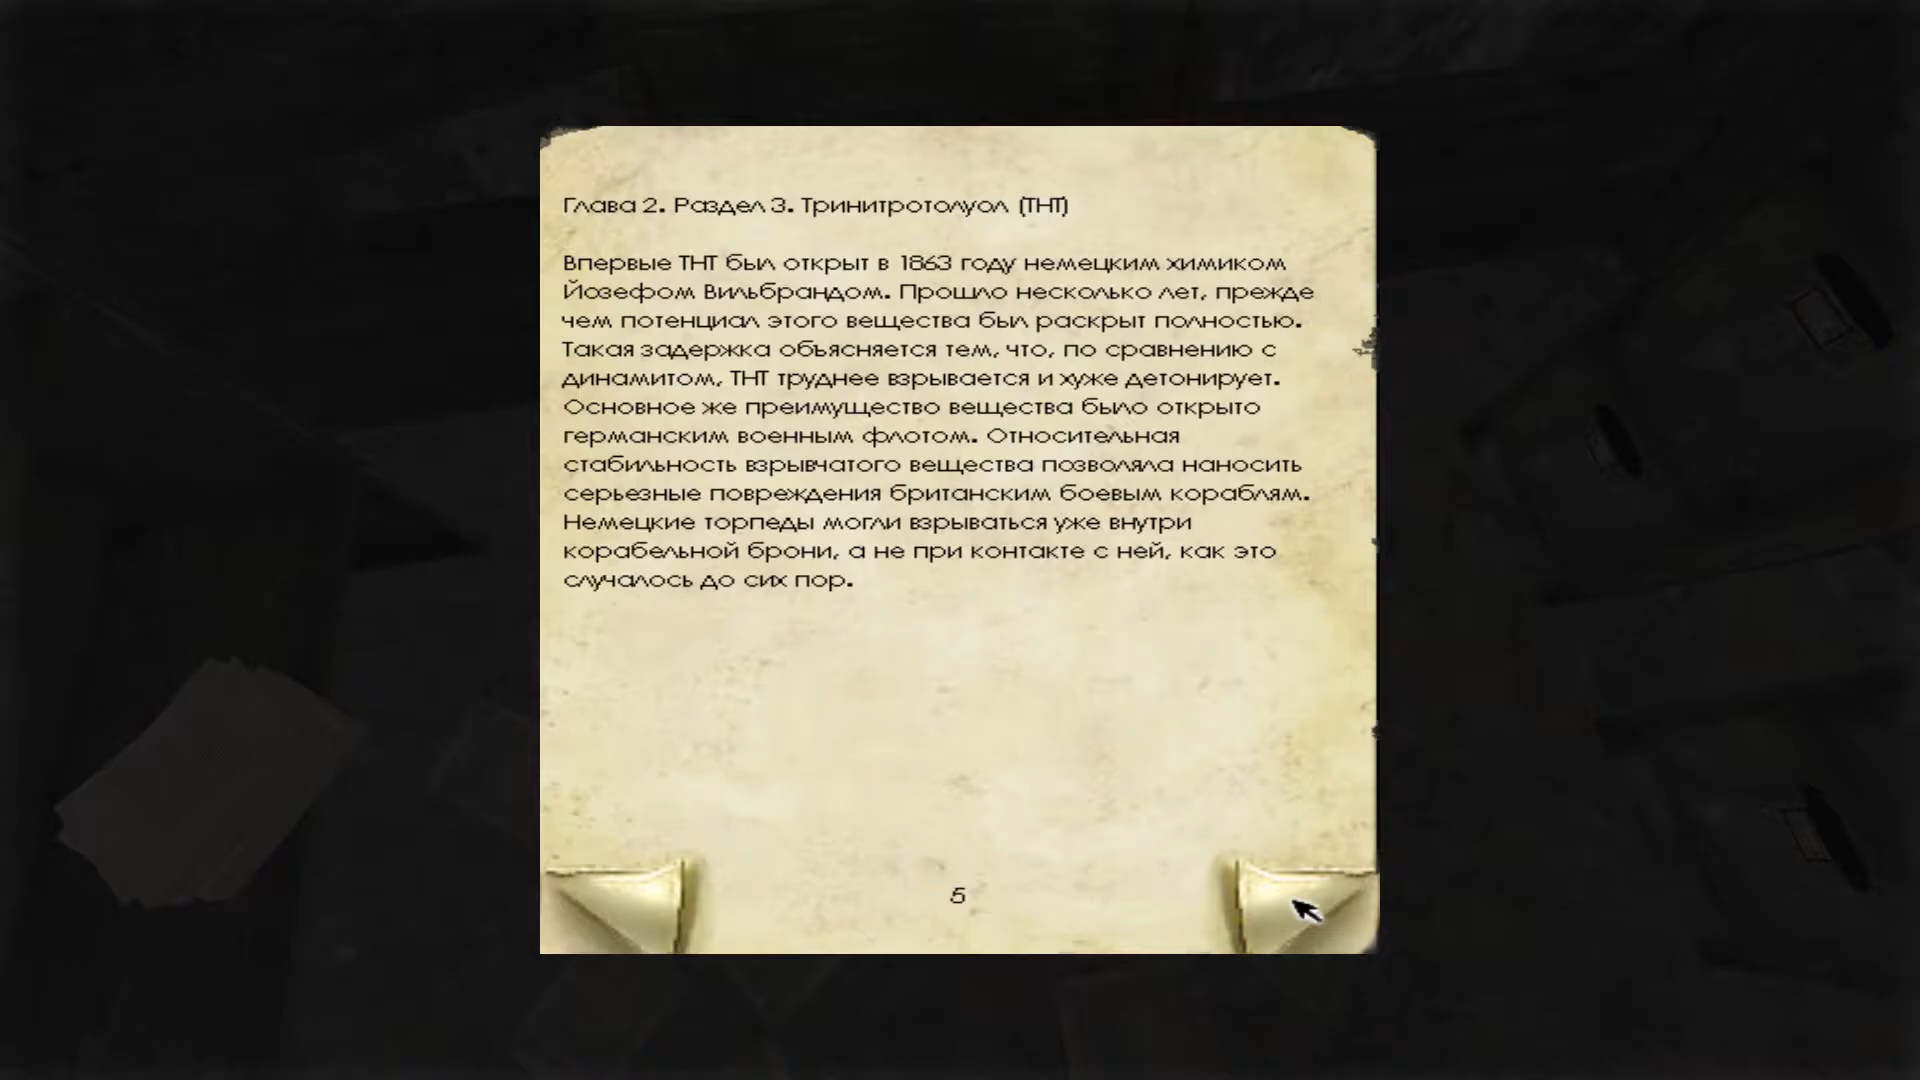 Глава 2. Раздел 3. Тринитротолуол (ТНТ)
Впервые ТНТ был открыт в 1863 году немецким химиком
Йозефом Вильбрандом. Прошло несколько лет, прежде
чем потенциал этого вещества был раскрыт полностью.
Такая задержка объясняется тем, что, по сравнению с
динамитом, ТНТ труднее взрывается и хуже детонирует.
Основное же преимущество вещества было открыто
германским военным флотом. Относительная
стабильность взрывчатого вещества позволяла наносить
серьезные повреждения британским боевым кораблям.
Немецкие торпеды могли взрываться уже внутри
корабельной брони, а не при контакте с ней, как это
случалось до сих пор.
5